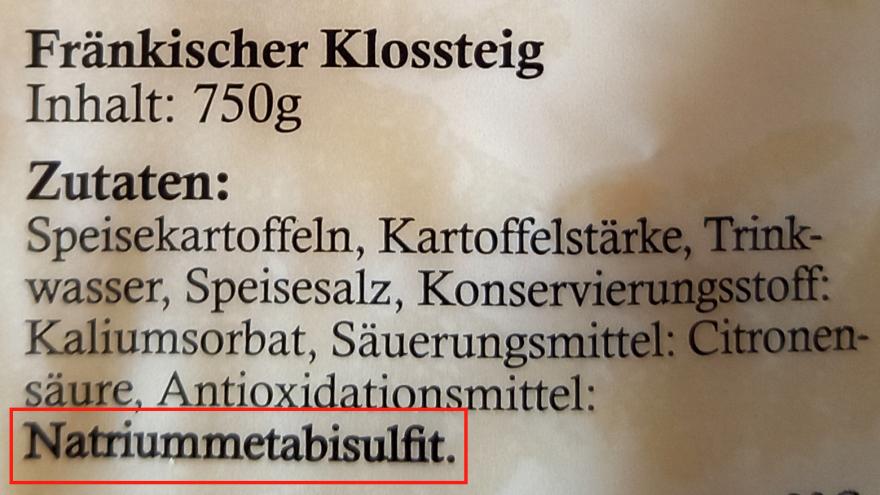 Fränkischer Klossteig
Inhalt: 750g
Zutaten:
Speisekartoffeln, Kartoffelstärke, Trink-
wasser, Speisesalz, Konservierungsstoff:
Kaliumsorbat, Säuerungsmittel: Citronen-
säure, Antioxidationsmittel:
Natriummetabisulfit.